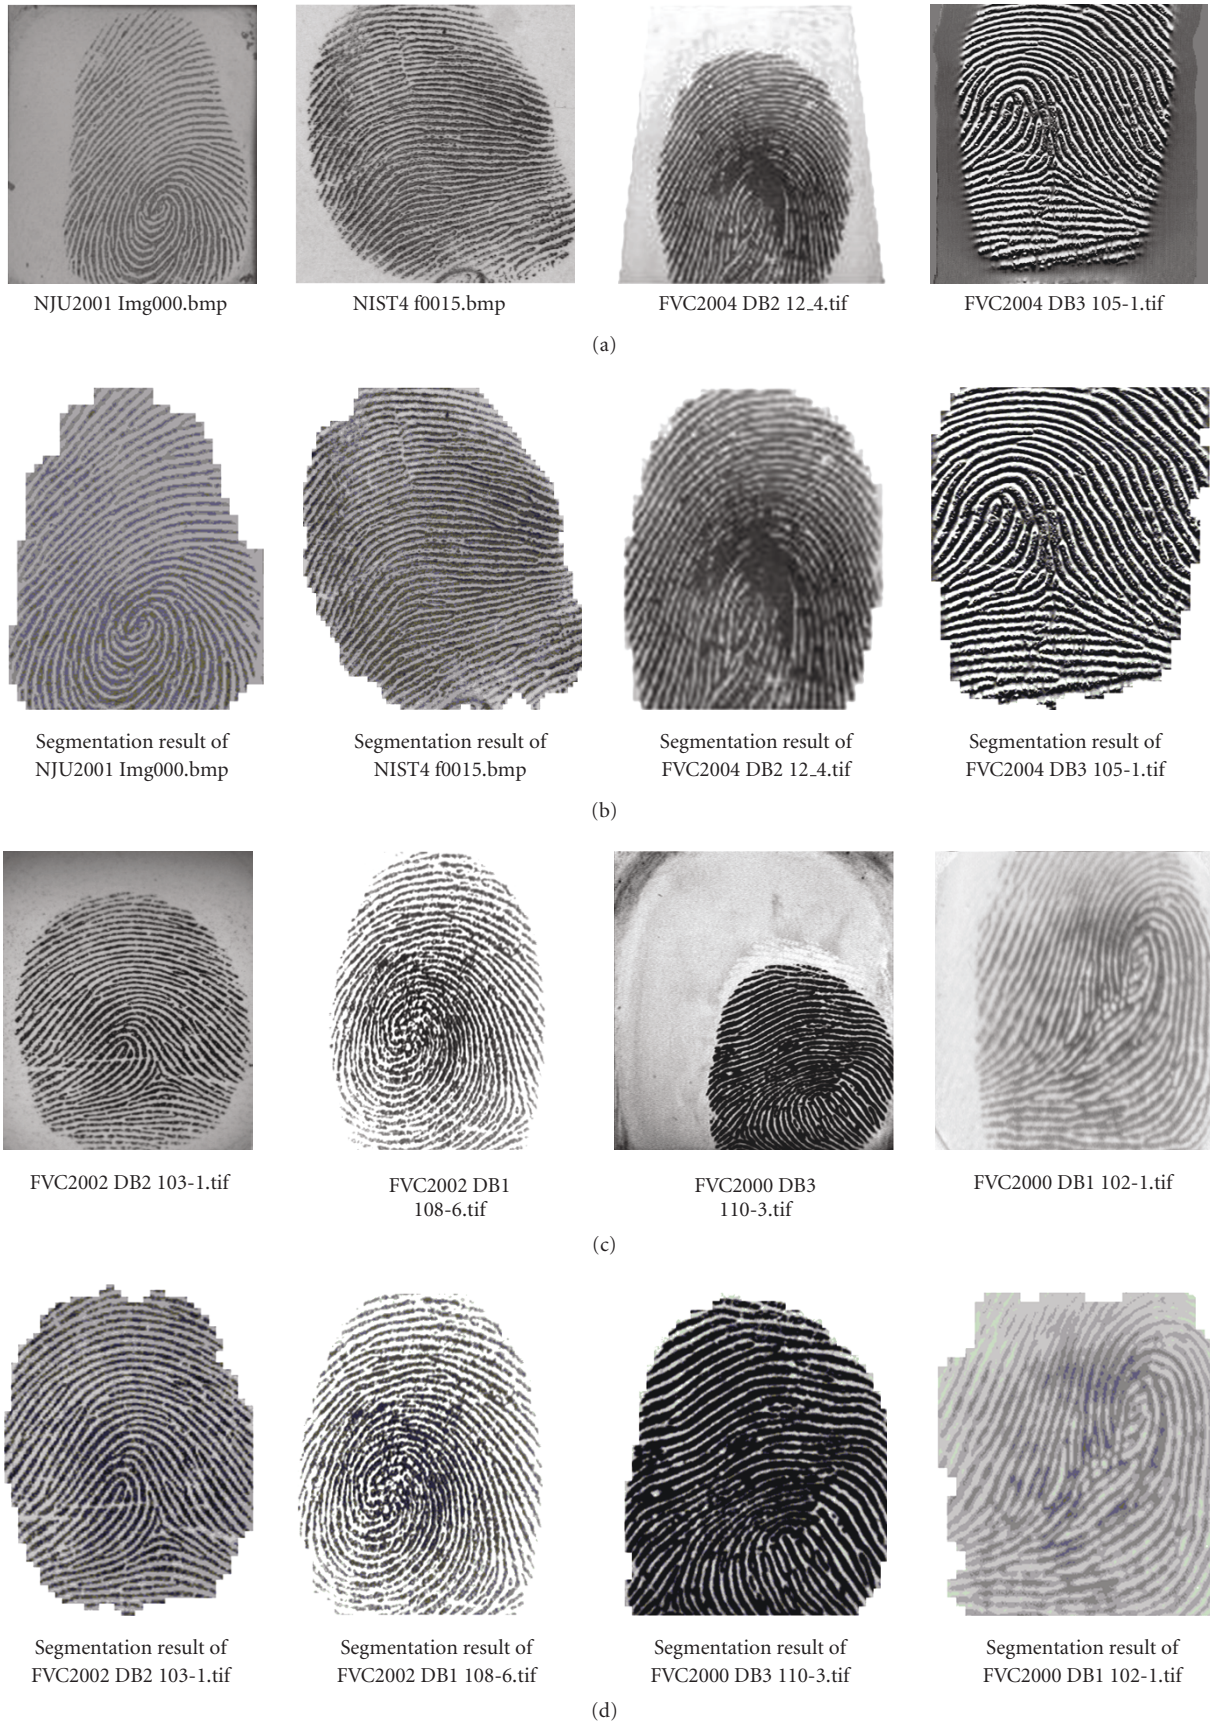 NJU2001 Img000.bmp
NIST4 f0015.bmp
FVC2004 DB2 12_4.tif
FVC2004 DB3 105-1.tif
(a)
Segmentation result of
NJU2001 Img000.bmp
Segmentation result of
NIST4 f0015.bmp
Segmentation result of
FVC2004 DB2 12_4.tif
Segmentation result of
FVC2004 DB3 105-1.tif
(b)
FVC2002 DB2 103-1.tif
FVC2002 DB1
108-6.tif
FVC2000 DB3
110-3.tif
FVC2000 DB1 102-1.tif
(c)
Segmentation result of
FVC2002 DB2 103-1.tif
Segmentation result of
FVC2002 DB1 108-6.tif
Segmentation result of
FVC2000 DB3 110-3.tif
Segmentation result of
FVC2000 DB1 102-1.tif
(d)